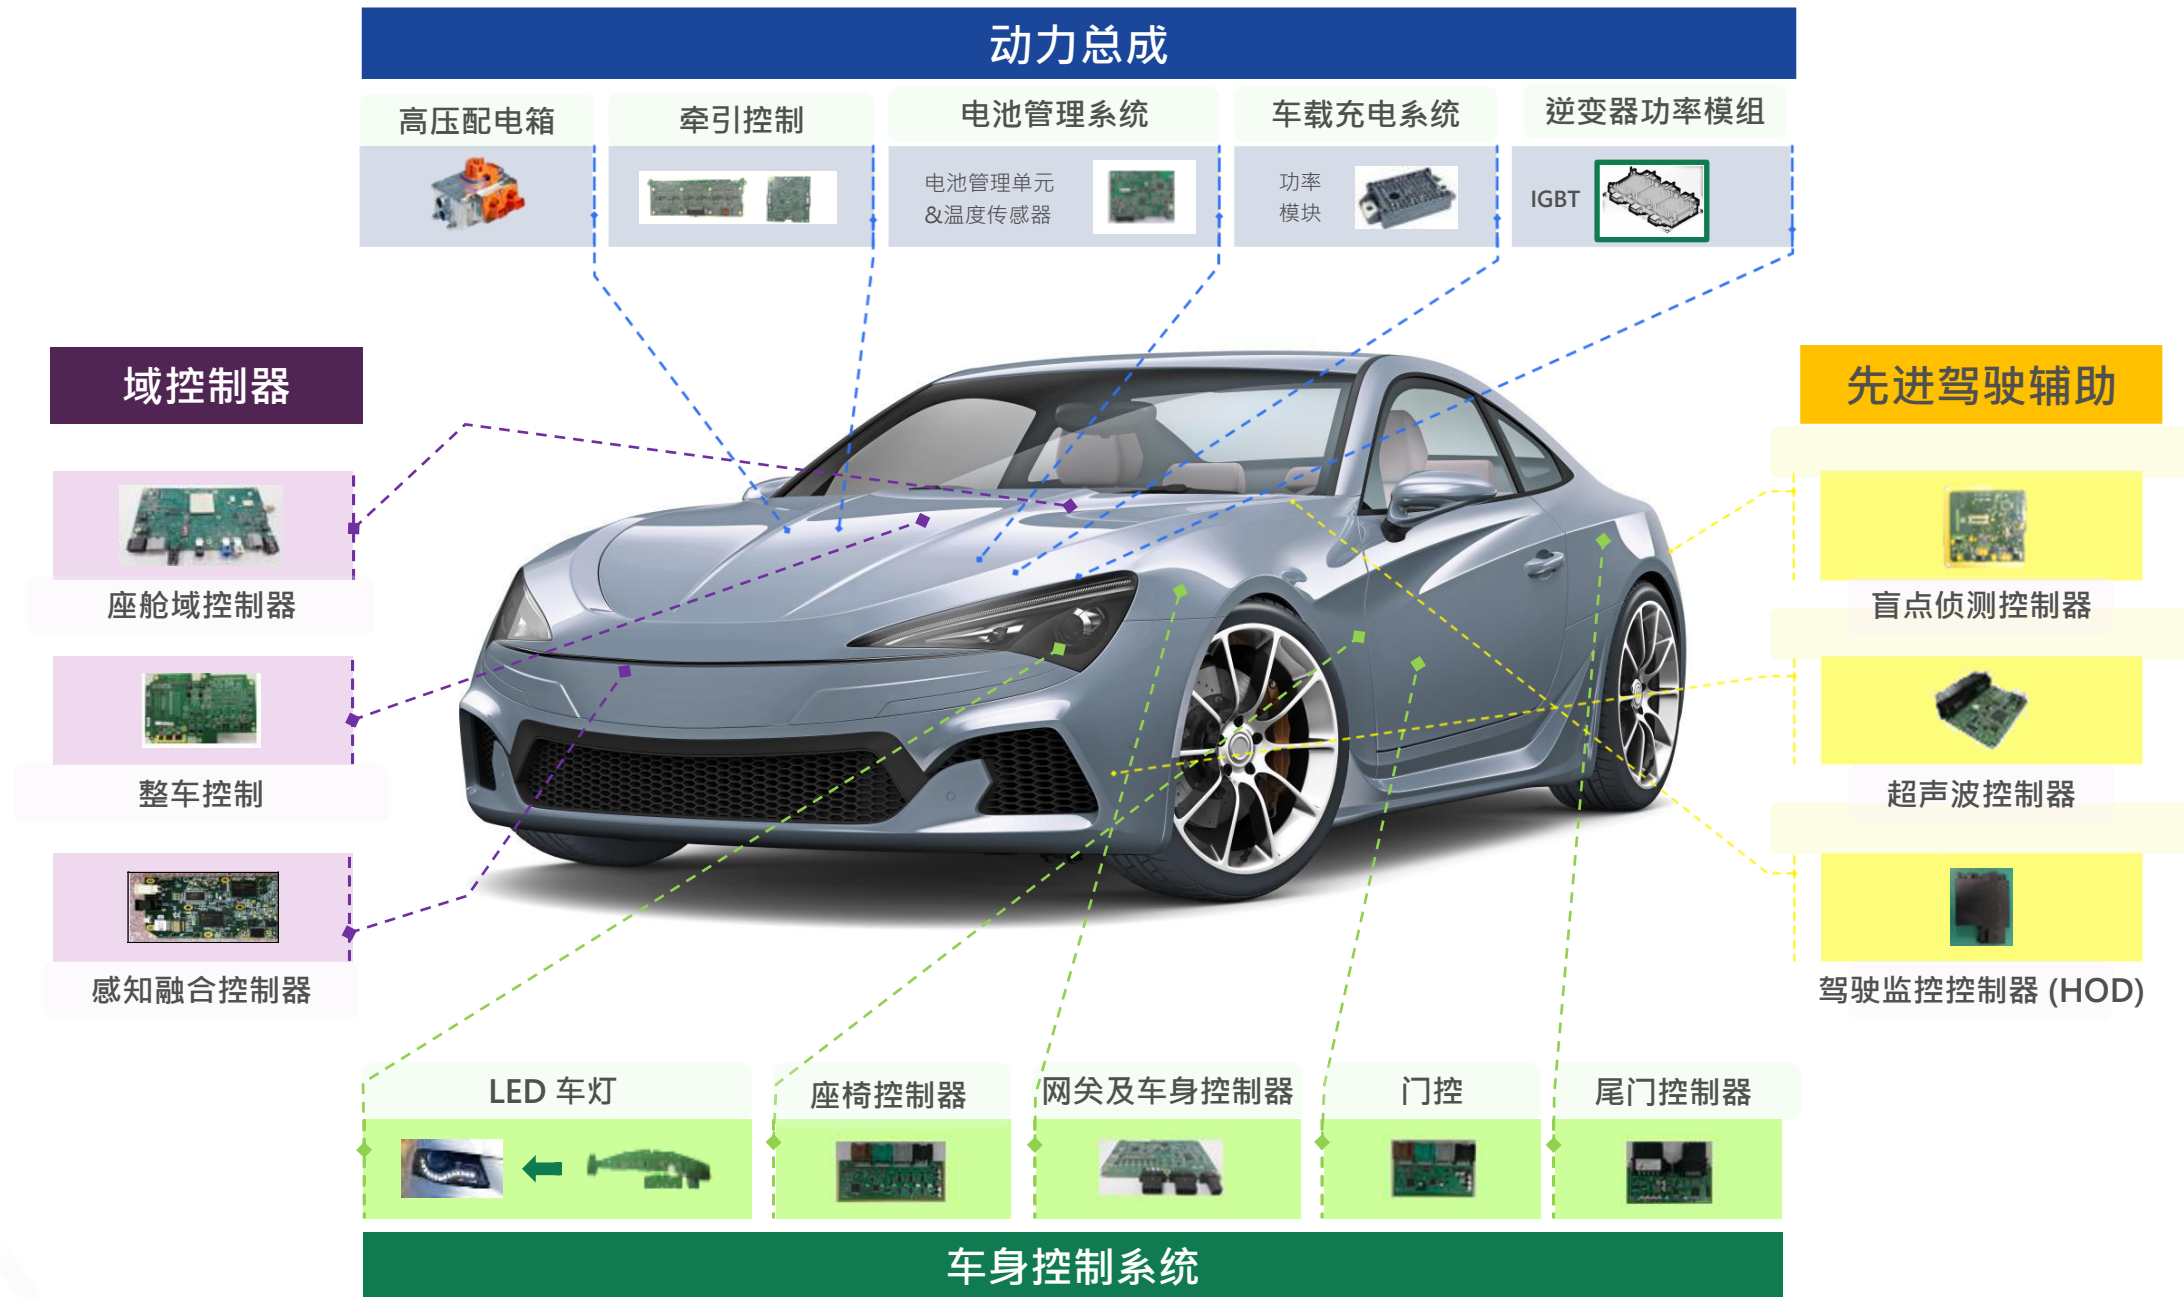 动力总成
高压配电箱
牵引控制
电池管理系统
车载充电系统
逆变器功率模组
电池管理单元
&温度传感器
功率
模块
IGBT
域控制器
座舱域控制器
整车控制
感知融合控制器
先进驾驶辅助
盲点侦测控制器
超声波控制器
驾驶监控控制器 (HOD)
LED 车灯
座椅控制器
网关及车身控制器
门控
尾门控制器
车身控制系统